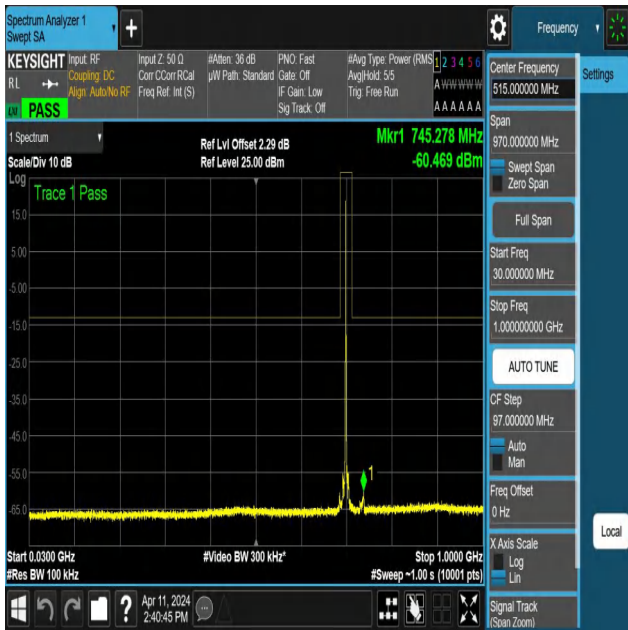 Spectrum Analyzer 1
Swept SA
+
Frequency
KEYSIGHT
RL
PASS
Input: RF
Coupling: DC
Align: Auto/No RF
Input Z: 50 Ω
Corr CCorr RCal
Freq Ref: Int (S)
#Atten: 36 dB
µW Path: Standard
PNO: Fast
Gate: Off
IF Gain: Low
Sig Track: Off
#Avg Type: Power (RMS)
Avg|Hold: 5/5
Trig: Free Run
1 2 3 4 5 6
A W W W W W
A A A A A A
1 Spectrum
Scale/Div 10 dB
Ref Lvl Offset 2.29 dB
Ref Level 25.00 dBm
Mkr1 745.278 MHz
-60.469 dBm
Log
Trace 1 Pass
15.0
5.00
-5.00
-15.0
-25.0
-35.0
-45.0
-55.0
-65.0
1
Start 0.0300 GHz
#Res BW 100 kHz
#Video BW 300 kHz*
Stop 1.0000 GHz
#Sweep ~1.00 s (10001 pts)
Apr 11, 2024
2:40:45 PM
Center Frequency
515.000000 MHz
Span
970.000000 MHz
Swept Span
Zero Span
Full Span
Start Freq
30.000000 MHz
Stop Freq
1.000000000 GHz
AUTO TUNE
CF Step
97.000000 MHz
Auto
Man
Freq Offset
0 Hz
X Axis Scale
Log
Lin
Signal Track
(Span Zoom)
Settings
Local